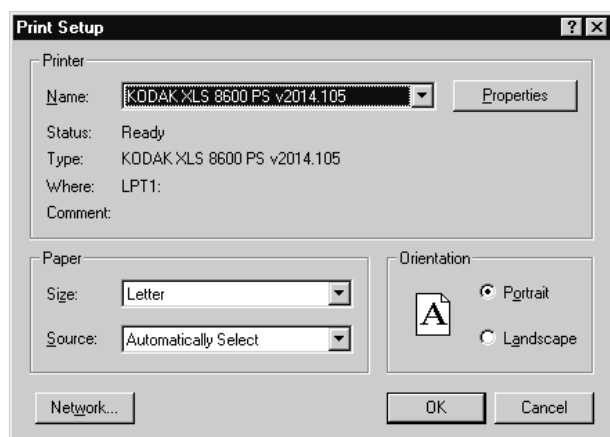 Print Setup
Printer
Name: KODAK XLS 8600 PS v2014.105 Properties
Status: Ready
Type: KODAK XLS 8600 PS v2014.105
Where: LPT1:
Comment:
Paper
Size: Letter
Source: Automatically Select
Orientation
A
Portrait
Landscape
Network... OK Cancel